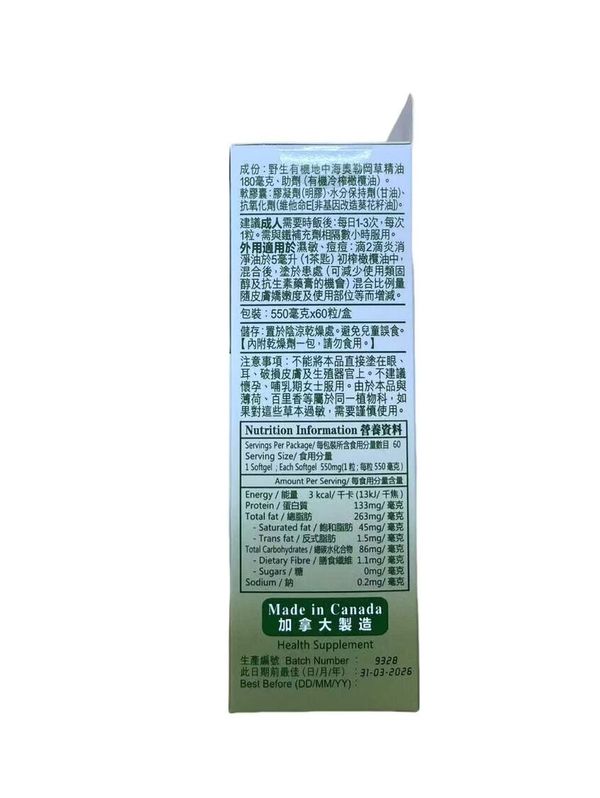 成份：野生有機地中海奧勒岡草精油
180毫克、助劑（有機冷榨橄欖油）。
軟膠囊：膠凝劑(明膠)，水分保持劑(甘油)、
抗氧化劑(維他命E[非基因改造葵花籽油])。
建議成人需要時飯後：每日1-3次，每次
1粒。需與鐵補充劑相隔數小時服用。
外用適用於濕敏、痘痘：滴2滴炎消
淨油於5毫升（1茶匙）初榨橄欖油中，
混合後，塗於患處（可減少使用類固
醇及抗生素藥膏的機會）混合比例量
隨皮膚嬌嫩度及使用部位等而增減。
包裝：550毫克x60粒/盒
儲存：置於陰涼乾燥處。避免兒童誤食。
【內附乾燥劑一包，請勿食用。】
注意事項：不能將本品直接塗在眼、
耳、破損皮膚及生殖器官上。不建議
懷孕、哺乳期女士服用。由於本品與
薄荷、百里香等屬於同一植物科，如
果對這些草本過敏，需要謹慎使用。
Nutrition Information 營養資料
Servings Per Package/ 每包裝所含食用分量數目 60
Serving Size/ 食用分量
1 Softgel ; Each Softgel 550mg(1 粒 ; 每粒 550 毫克)
Amount Per Serving/ 每食用分量含量
Energy / 能量 3 kcal/ 千卡 (13kJ/ 千焦)
Protein / 蛋白質 133mg/ 毫克
Total fat / 總脂肪 263mg/ 毫克
- Saturated fat / 飽和脂肪 45mg/ 毫克
- Trans fat / 反式脂肪 1.5mg/ 毫克
Total Carbohydrates / 總碳水化合物 86mg/ 毫克
- Dietary Fibre / 膳食纖維 1.1mg/ 毫克
- Sugars / 糖 0mg/ 毫克
Sodium / 鈉 0.2mg/ 毫克
Made in Canada
加拿大製造
Health Supplement
生產編號 Batch Number : 9328
此日期前最佳（日/月/年）: 31-03-2026
Best Before (DD/MM/YY) :